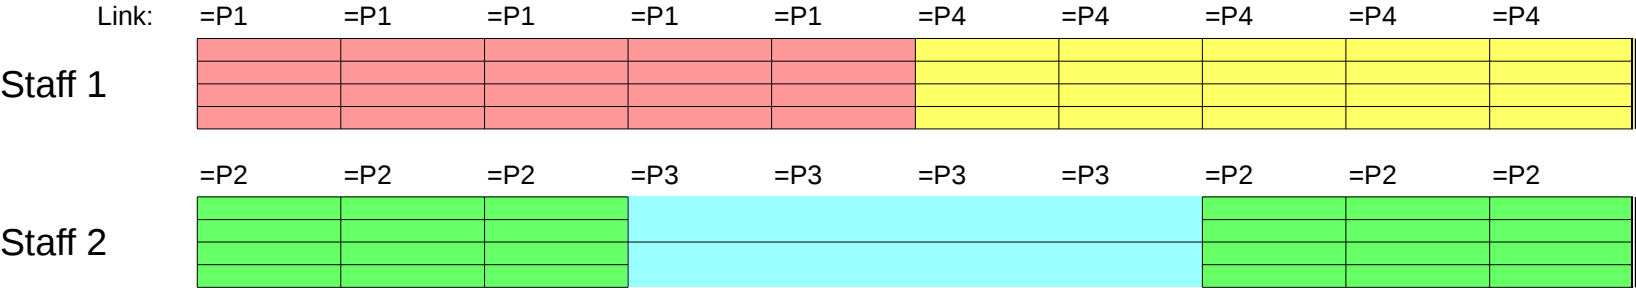 Link: =P1 =P1 =P1 =P1 =P1 =P4 =P4 =P4 =P4 =P4
Staff 1
=P2 =P2 =P2 =P3 =P3 =P3 =P3 =P2 =P2 =P2
Staff 2